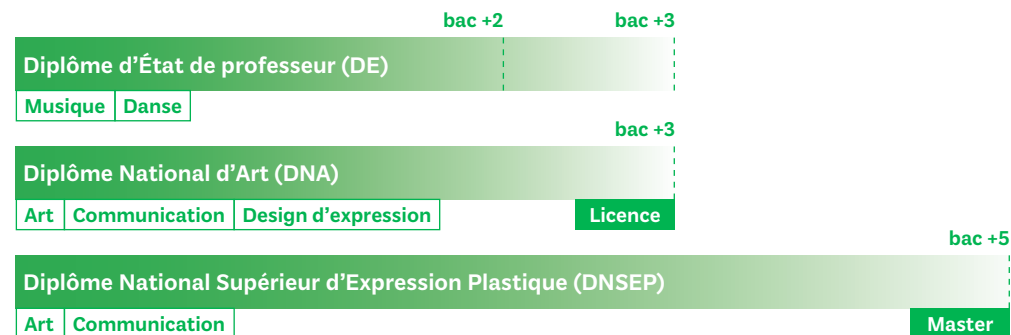 bac +2 bac +3
Diplôme d’État de professeur (DE)
Musique Danse
bac +3
Diplôme National d’Art (DNA)
Art Communication Design d’expression Licence
bac +5
Diplôme National Supérieur d’Expression Plastique (DNSEP)
Art Communication Master